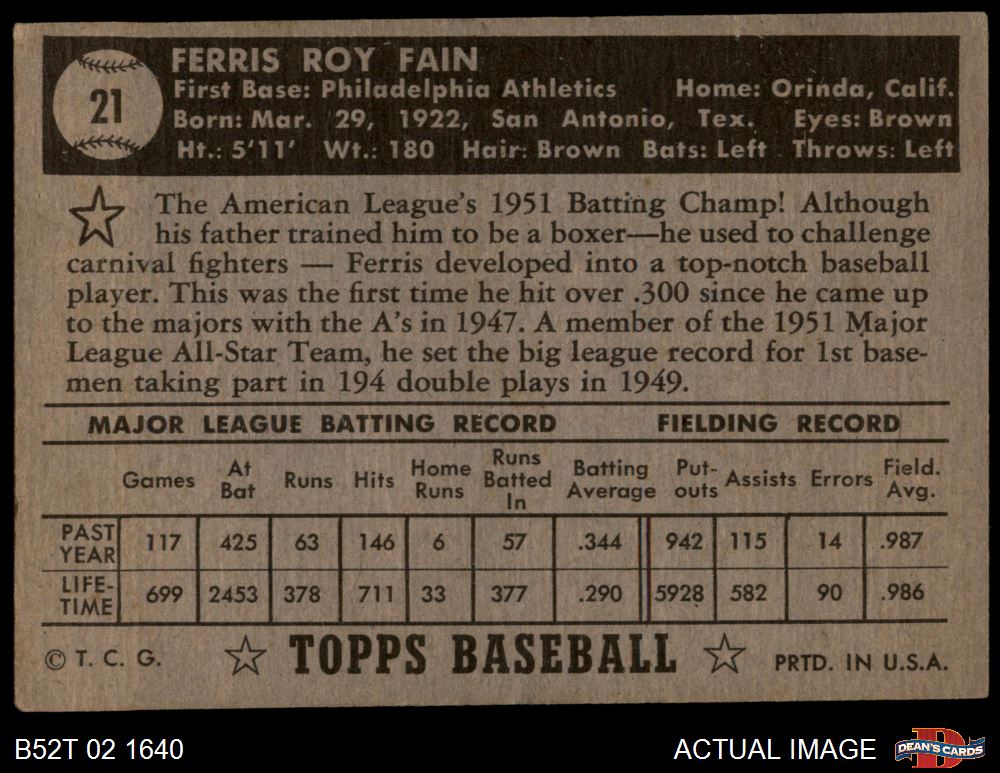 21
FERRIS ROY FAIN
First Base: Philadelphia Athletics Home: Orinda, Calif.
Born: Mar. 29, 1922, San Antonio, Tex. Eyes: Brown
Ht.: 5'11' Wt.: 180 Hair: Brown Bats: Left Throws: Left
The American League's 1951 Batting Champ! Although
his father trained him to be a boxer—he used to challenge
carnival fighters — Ferris developed into a top-notch baseball
player. This was the first time he hit over .300 since he came up
to the majors with the A's in 1947. A member of the 1951 Major
League All-Star Team, he set the big league record for 1st base-
men taking part in 194 double plays in 1949.
MAJOR LEAGUE BATTING RECORD FIELDING RECORD
Games At Bat Runs Hits Home Runs Runs Batted In Batting Average Put-outs Assists Errors Field. Avg.
PAST YEAR 117 425 63 146 6 57 .344 942 115 14 .987
LIFE-TIME 699 2453 378 711 33 377 .290 5928 582 90 .986
© T. C. G. TOPPS BASEBALL PRTD. IN U.S.A.
B52T 02 1640 ACTUAL IMAGE DEAN'S CARDS